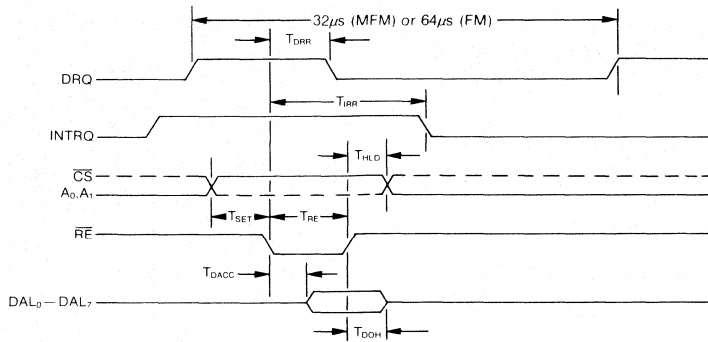 32μs (MFM) or 64μs (FM)
TDRR
DRQ
TIRR
INTRQ
THLD
CS
A0,A1
TSET
TRE
RE
TDACC
DAL0—DAL7
TDOH